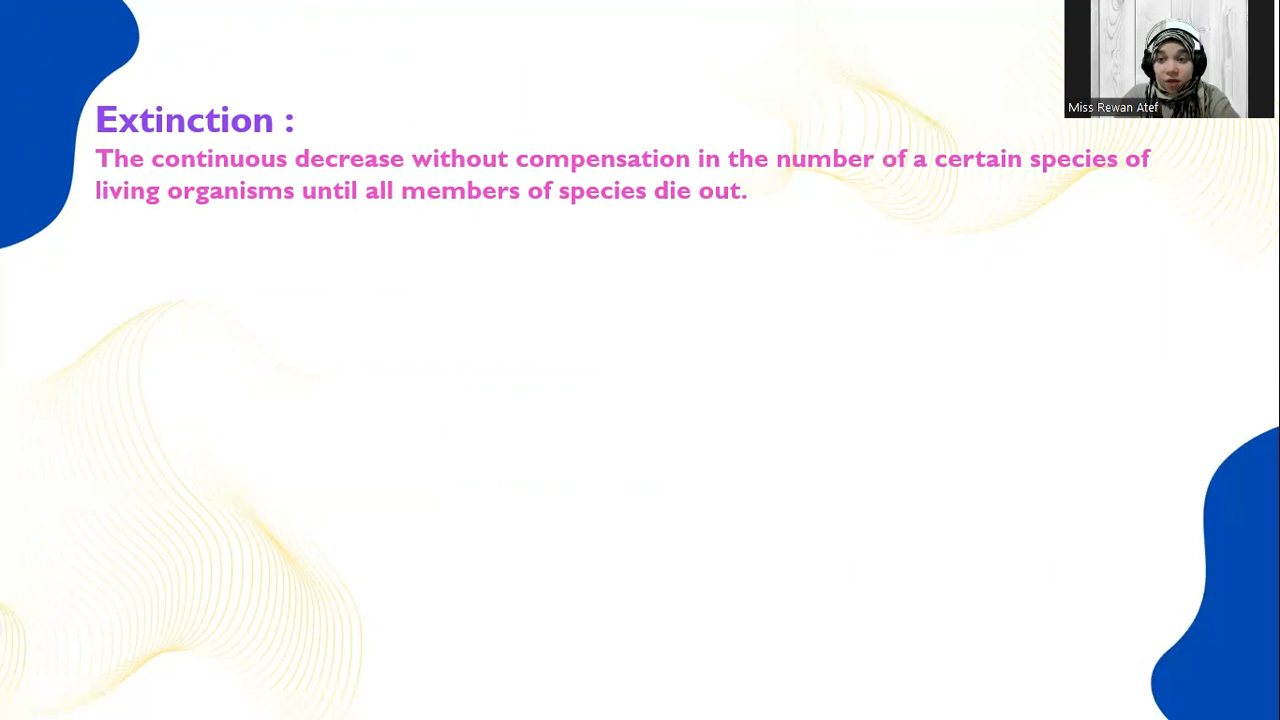 Miss Rewan Atef
Extinction :
The continuous decrease without compensation in the number of a certain species of
living organisms until all members of species die out.